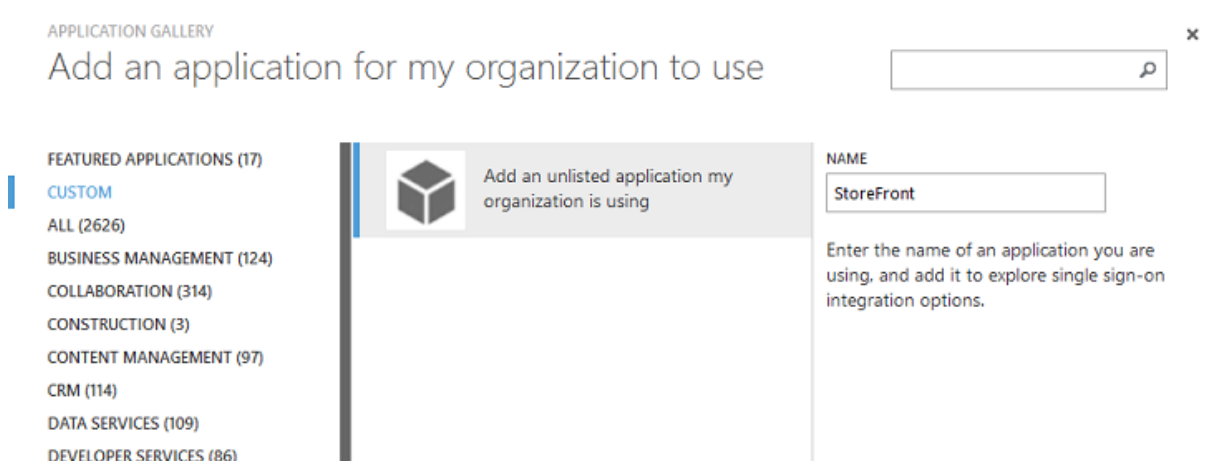 APPLICATION GALLERY
Add an application for my organization to use
FEATURED APPLICATIONS (17)
CUSTOM
ALL (2626)
BUSINESS MANAGEMENT (124)
COLLABORATION (314)
CONSTRUCTION (3)
CONTENT MANAGEMENT (97)
CRM (114)
DATA SERVICES (109)
DEVELOPER SERVICES (86)
Add an unlisted application my
organization is using
NAME
StoreFront
Enter the name of an application you are
using, and add it to explore single sign-on
integration options.